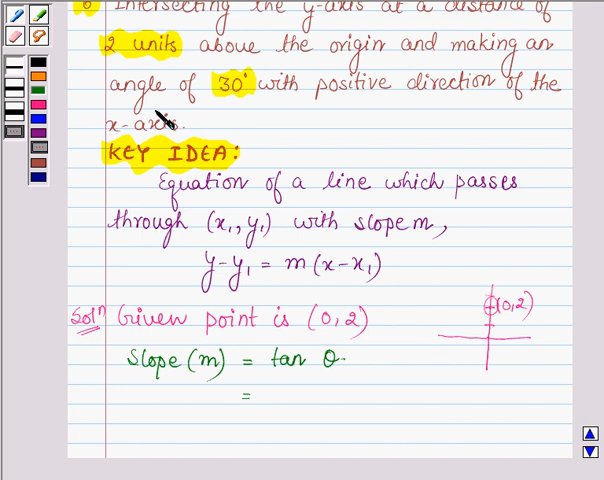 6 Intersecting the y-axis at a distance of
2 units above the origin and making an
angle of 30° with positive direction of the
x-axis.
KEY IDEA:
Equation of a line which passes
through (x₁, y₁) with slope m,
y-y₁ = m(x-x₁)
(0,2)
Solⁿ Given point is (0,2)
Slope(m) = tan θ.
=